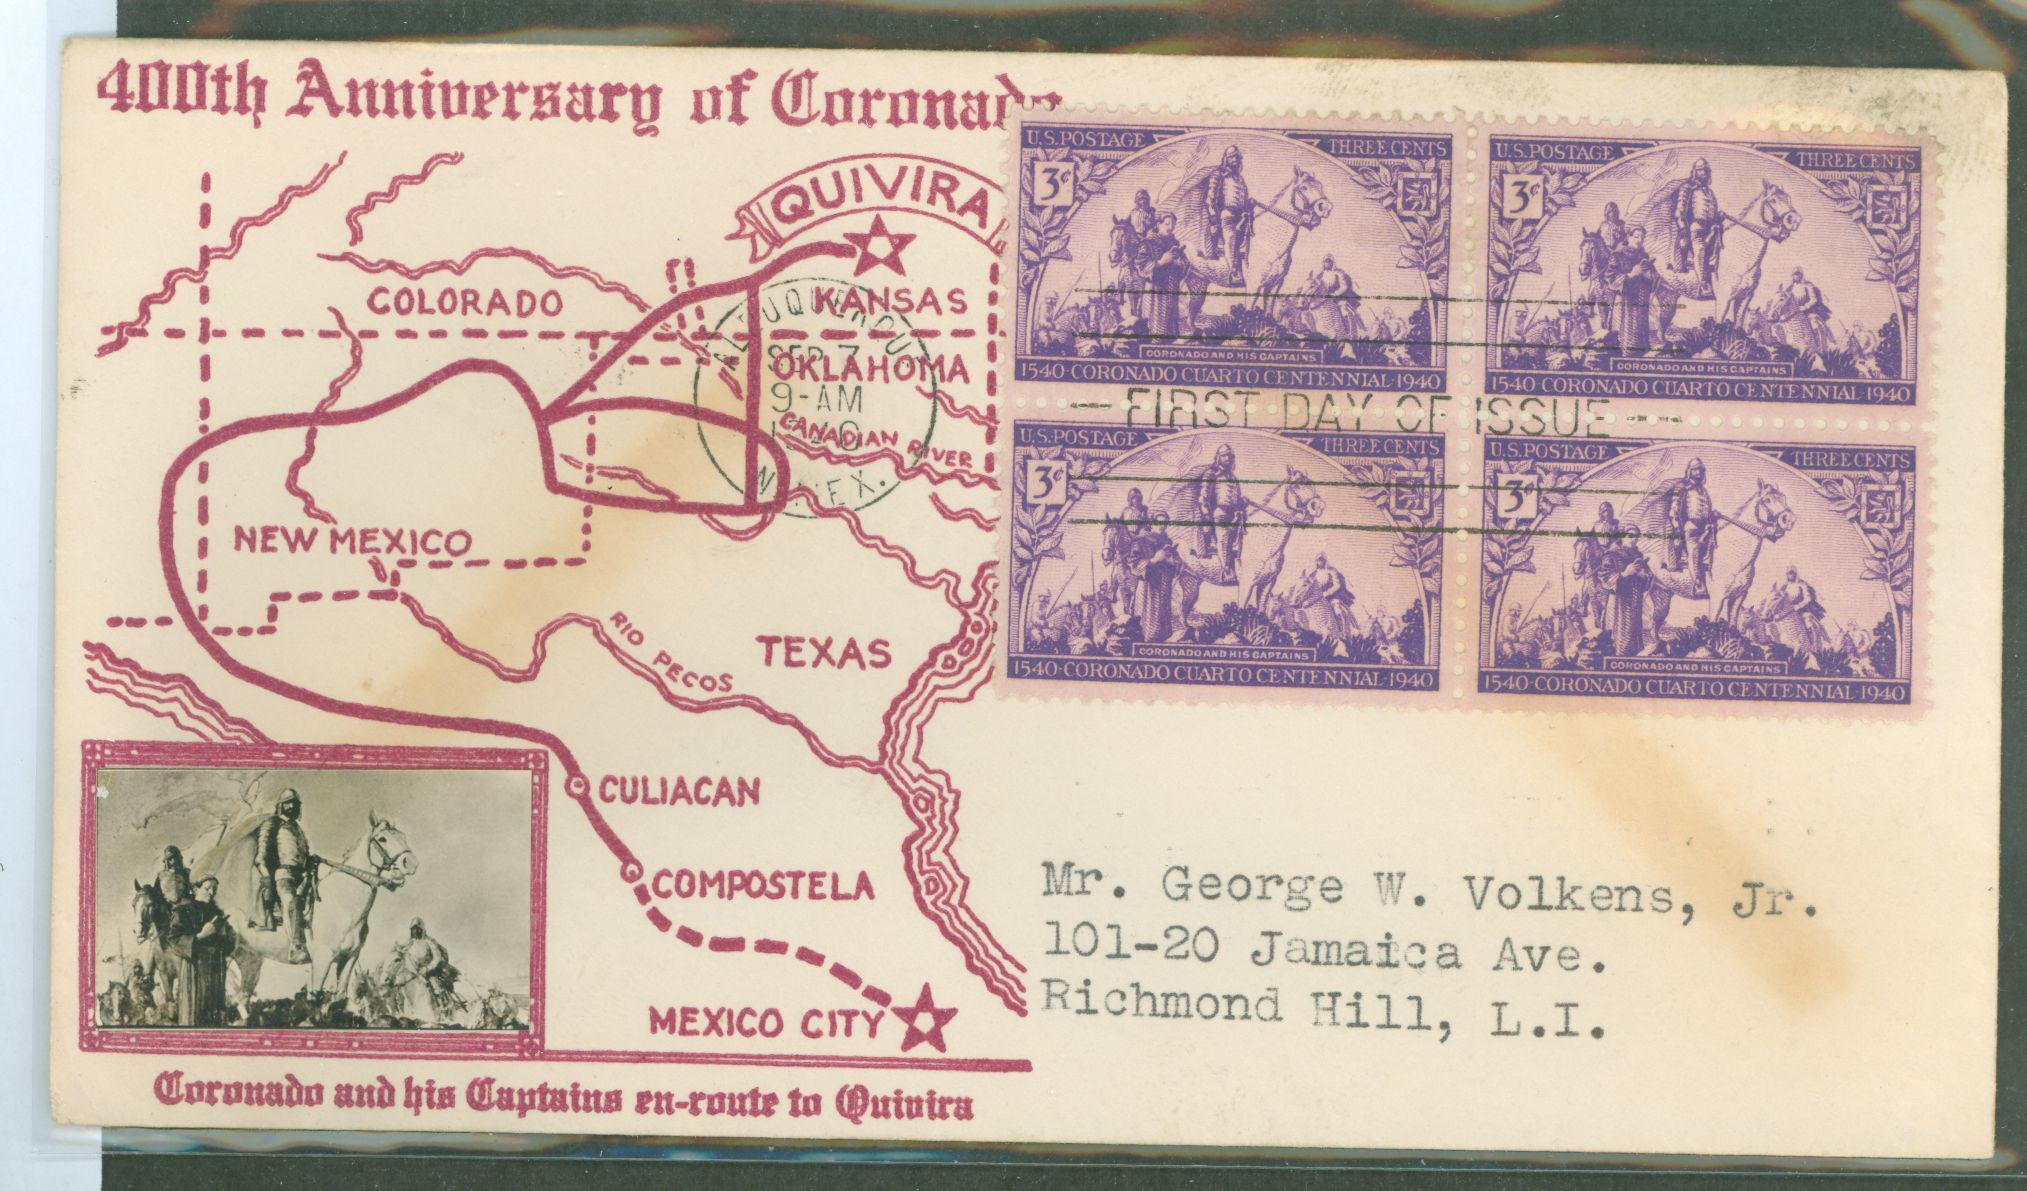 400th Anniversary of Coronado
QUIVIRA
COLORADO
KANSAS
OKLAHOMA
CANADIAN RIVER
NEW MEXICO
TEXAS
RIO PECOS
CULIACAN
COMPOSTELA
MEXICO CITY
Coronado and his Captains en-route to Quivira
ALBUQUERQUE
SEP 7
9-AM
1940
N. MEX.
U.S. POSTAGE THREE CENTS
3¢
CORONADO AND HIS CAPTAINS
1540·CORONADO CUARTO CENTENNIAL·1940
U.S. POSTAGE THREE CENTS
3¢
CORONADO AND HIS CAPTAINS
1540·CORONADO CUARTO CENTENNIAL·1940
— FIRST DAY OF ISSUE —
U.S. POSTAGE THREE CENTS
3¢
CORONADO AND HIS CAPTAINS
1540·CORONADO CUARTO CENTENNIAL·1940
U.S. POSTAGE THREE CENTS
3¢
CORONADO AND HIS CAPTAINS
1540·CORONADO CUARTO CENTENNIAL·1940
Mr. George W. Volkens, Jr.
101-20 Jamaica Ave.
Richmond Hill, L.I.